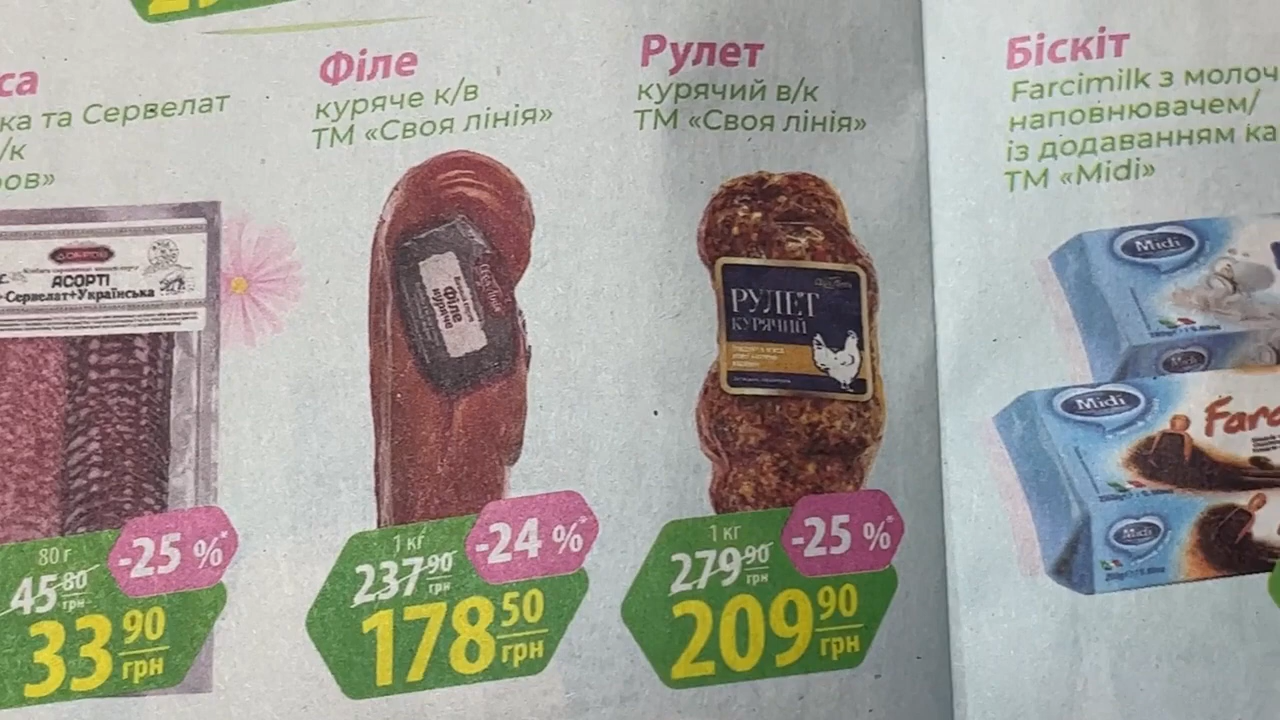 са
ка та Сервелат
/к
ров»
ДОБРОВ
АСОРТІ
Сервелат+Українська
80 г
45 80 грн
-25 %*
33 90 грн
Філе
куряче к/в
ТМ «Своя лінія»
Філе
куряче
1 кг
237 90 грн
-24 %*
178 50 грн
Рулет
курячий в/к
ТМ «Своя лінія»
РУЛЕТ
КУРЯЧИЙ
1 кг
279 90 грн
-25 %*
209 90 грн
Біскіт
Farcimilk з молоч
наповнювачем/
із додаванням ка
ТМ «Midi»
Midi
Midi
Farc
Midi